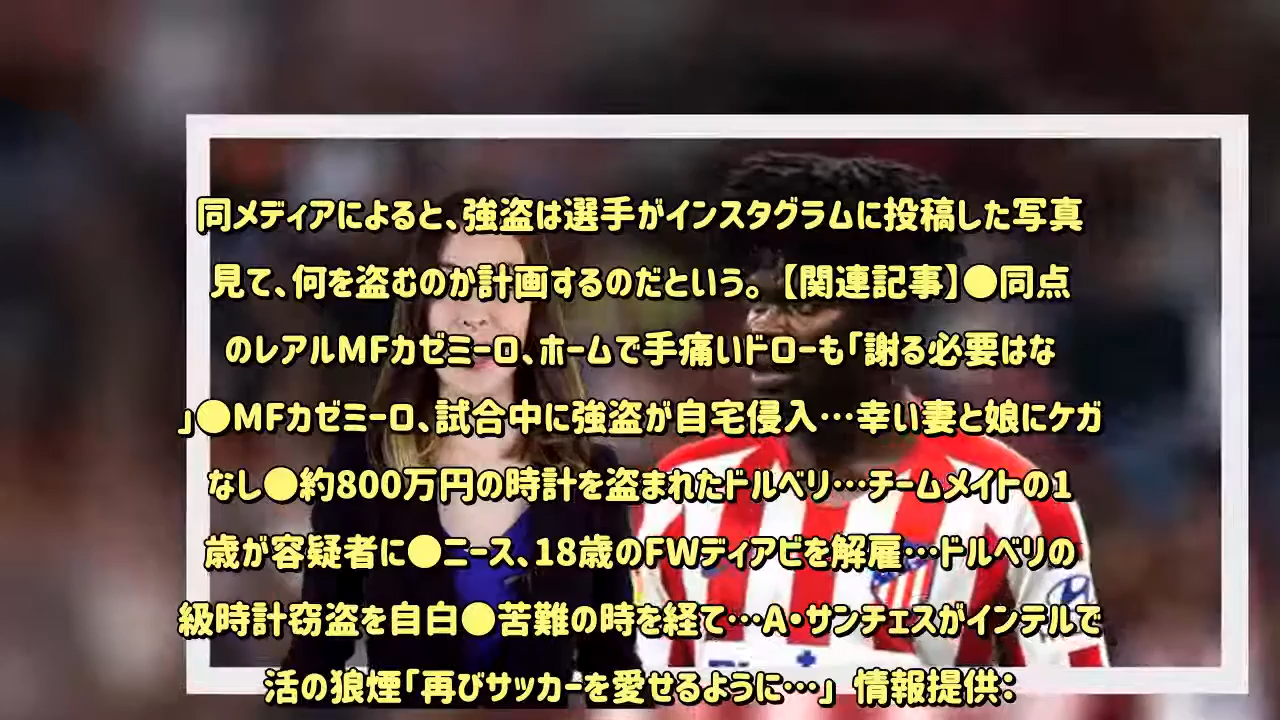 同メディアによると、強盗は選手がインスタグラムに投稿した写真
見て、何を盗むのか計画するのだという。【関連記事】●同点
のレアルMFカゼミーロ、ホームで手痛いドローも「謝る必要はな
」●MFカゼミーロ、試合中に強盗が自宅侵入…幸い妻と娘にケガ
なし●約800万円の時計を盗まれたドルベリ…チームメイトの1
歳が容疑者に●ニース、18歳のFWディアビを解雇…ドルベリの
級時計窃盗を自白●苦難の時を経て…A・サンチェスがインテルで
活の狼煙「再びサッカーを愛せるように…」 情報提供: